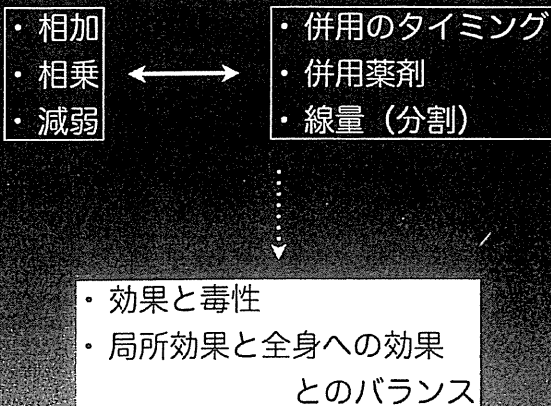 ・相加
・相乗
・減弱
・併用のタイミング
・併用薬剤
・線量（分割）
・効果と毒性
・局所効果と全身への効果
とのバランス